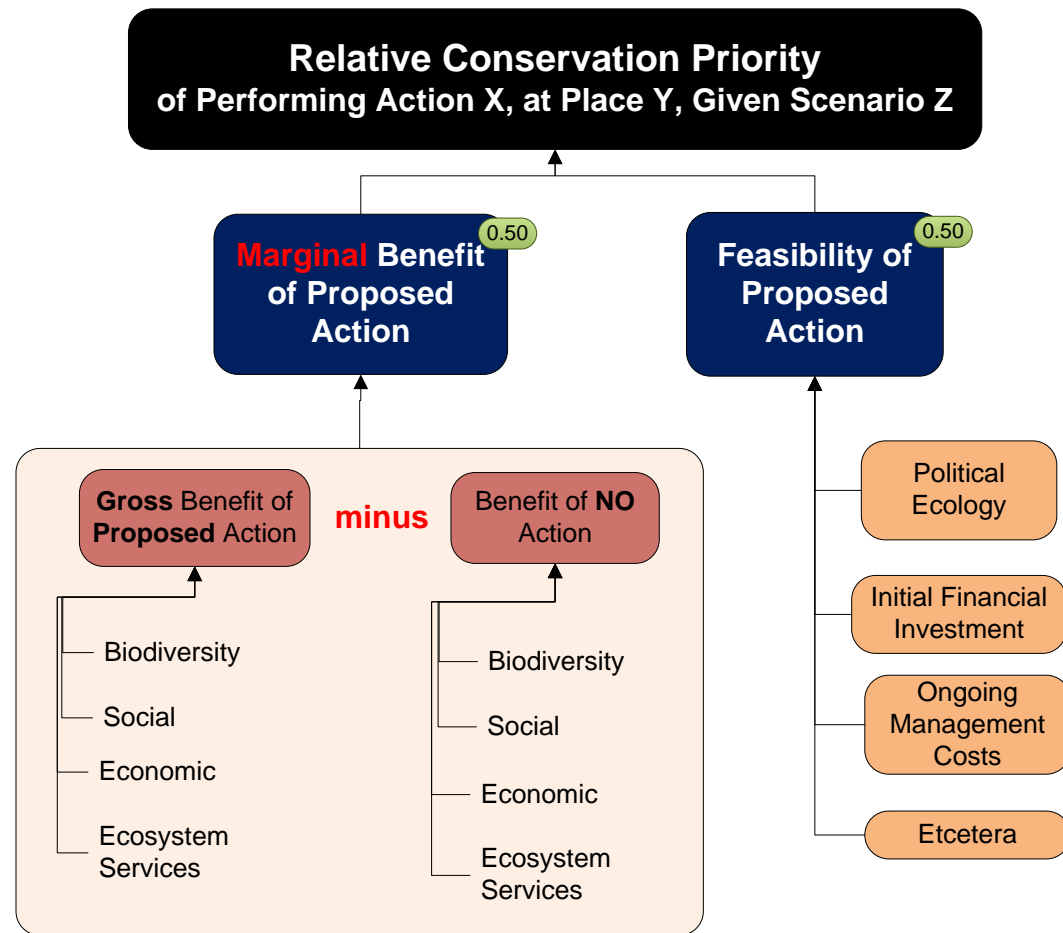 Relative Conservation Priority
of Performing Action X, at Place Y, Given Scenario Z
0.50
Marginal Benefit
of Proposed
Action
0.50
Feasibility of
Proposed
Action
Gross Benefit of
Proposed Action
minus
Benefit of NO
Action
Biodiversity
Social
Economic
Ecosystem
Services
Biodiversity
Social
Economic
Ecosystem
Services
Political
Ecology
Initial Financial
Investment
Ongoing
Management
Costs
Etcetera